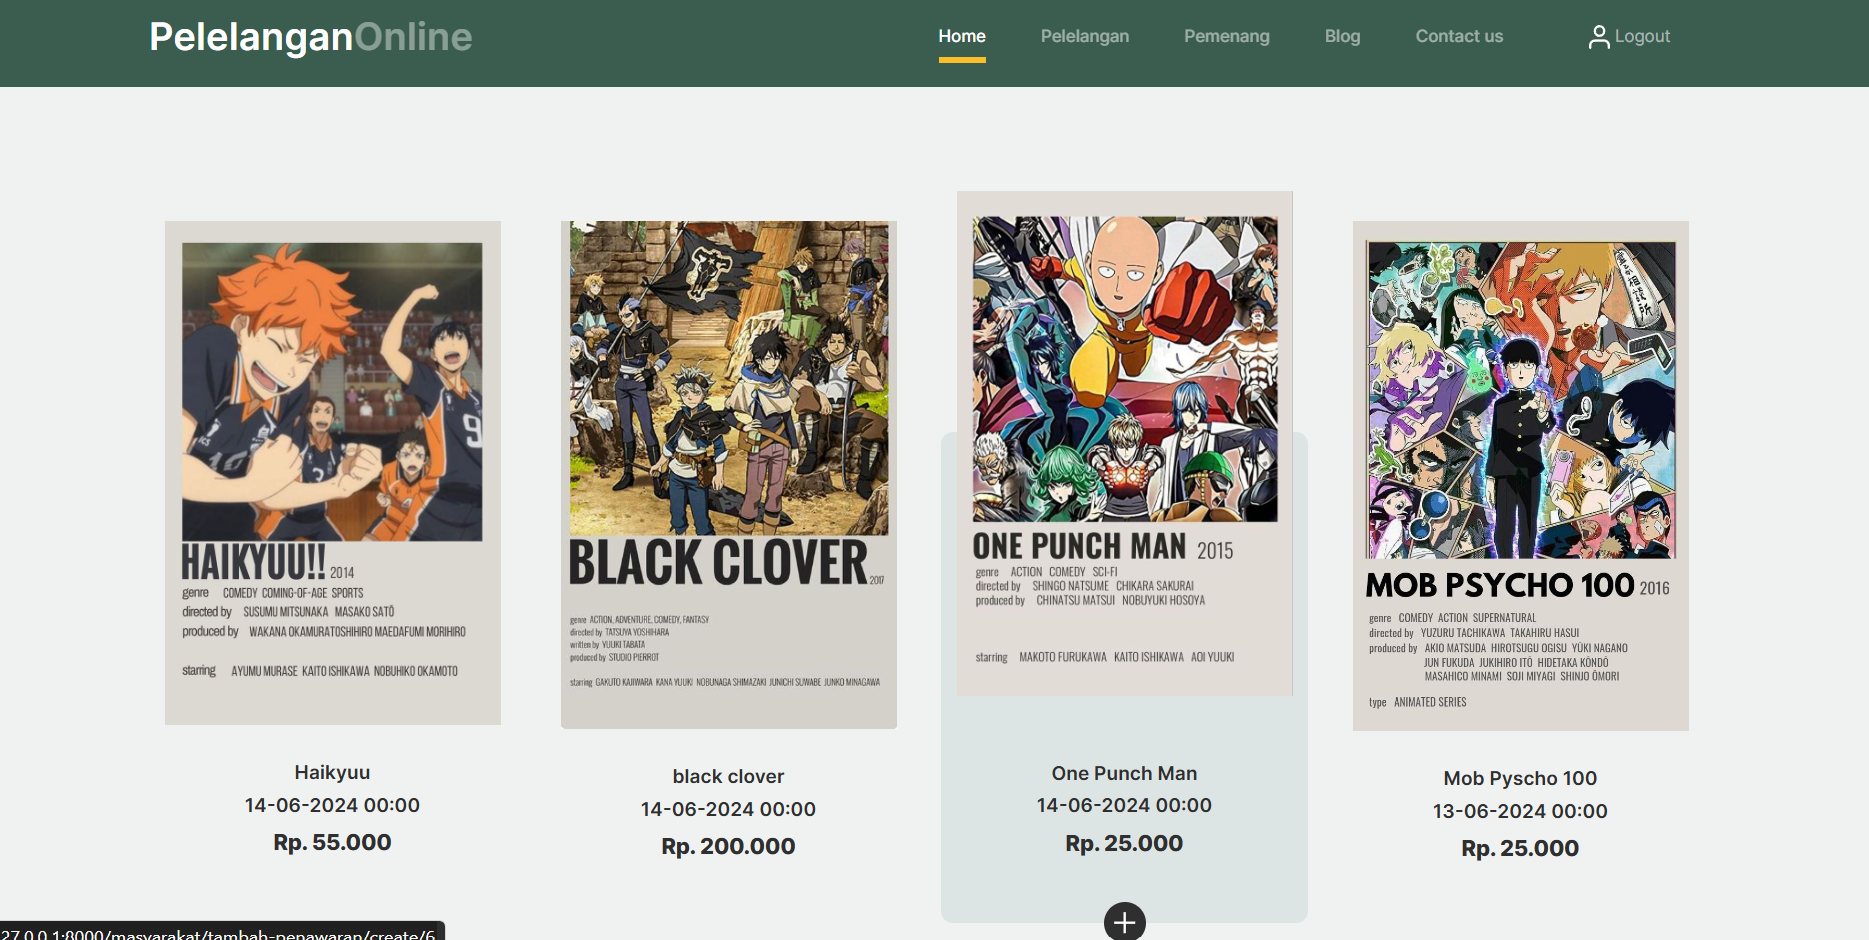 PelelanganOnline
Home Pelelangan Pemenang Blog Contact us Logout
HAIKYUU!! 2014
genre COMEDY COMING-OF-AGE SPORTS
directed by SUSUMU MITSUNAKA MASAKO SATŌ
produced by WAKANA OKAMURATOSHIHIRO MAEDAFUMI MORIHIRO
starring AYUMU MURASE KAITO ISHIKAWA NOBUHIKO OKAMOTO
Haikyuu
14-06-2024 00:00
Rp. 55.000
BLACK CLOVER 2017
genre ACTION, ADVENTURE, COMEDY, FANTASY
directed by TATSUYA YOSHIHARA
written by YUUKI TABATA
produced by STUDIO PIERROT
starring GAKUTO KAJIWARA KANA YUUKI NOBUNAGA SHIMAZAKI JUNICHI SUWABE JUNKO MINAGAWA
black clover
14-06-2024 00:00
Rp. 200.000
ONE PUNCH MAN 2015
genre ACTION COMEDY SCI-FI
directed by SHINGO NATSUME CHIKARA SAKURAI
produced by CHINATSU MATSUI NOBUYUKI HOSOYA
starring MAKOTO FURUKAWA KAITO ISHIKAWA AOI YUUKI
One Punch Man
14-06-2024 00:00
Rp. 25.000
MOB PSYCHO 100 2016
genre COMEDY ACTION SUPERNATURAL
directed by YUZURU TACHIKAWA TAKAHIRU HASUI
produced by AKIO MATSUDA HIROTSUGU OGISU YŪKI NAGANO
JUN FUKUDA JUKIHIRO ITŌ HIDETAKA KŌNDŌ
MASAHICO MINAMI SOJI MIYAGI SHINJO ŌMORI
type ANIMATED SERIES
Mob Pyscho 100
13-06-2024 00:00
Rp. 25.000
27.0.0.1:8000/masyarakat/tambah-penawaran/create/6